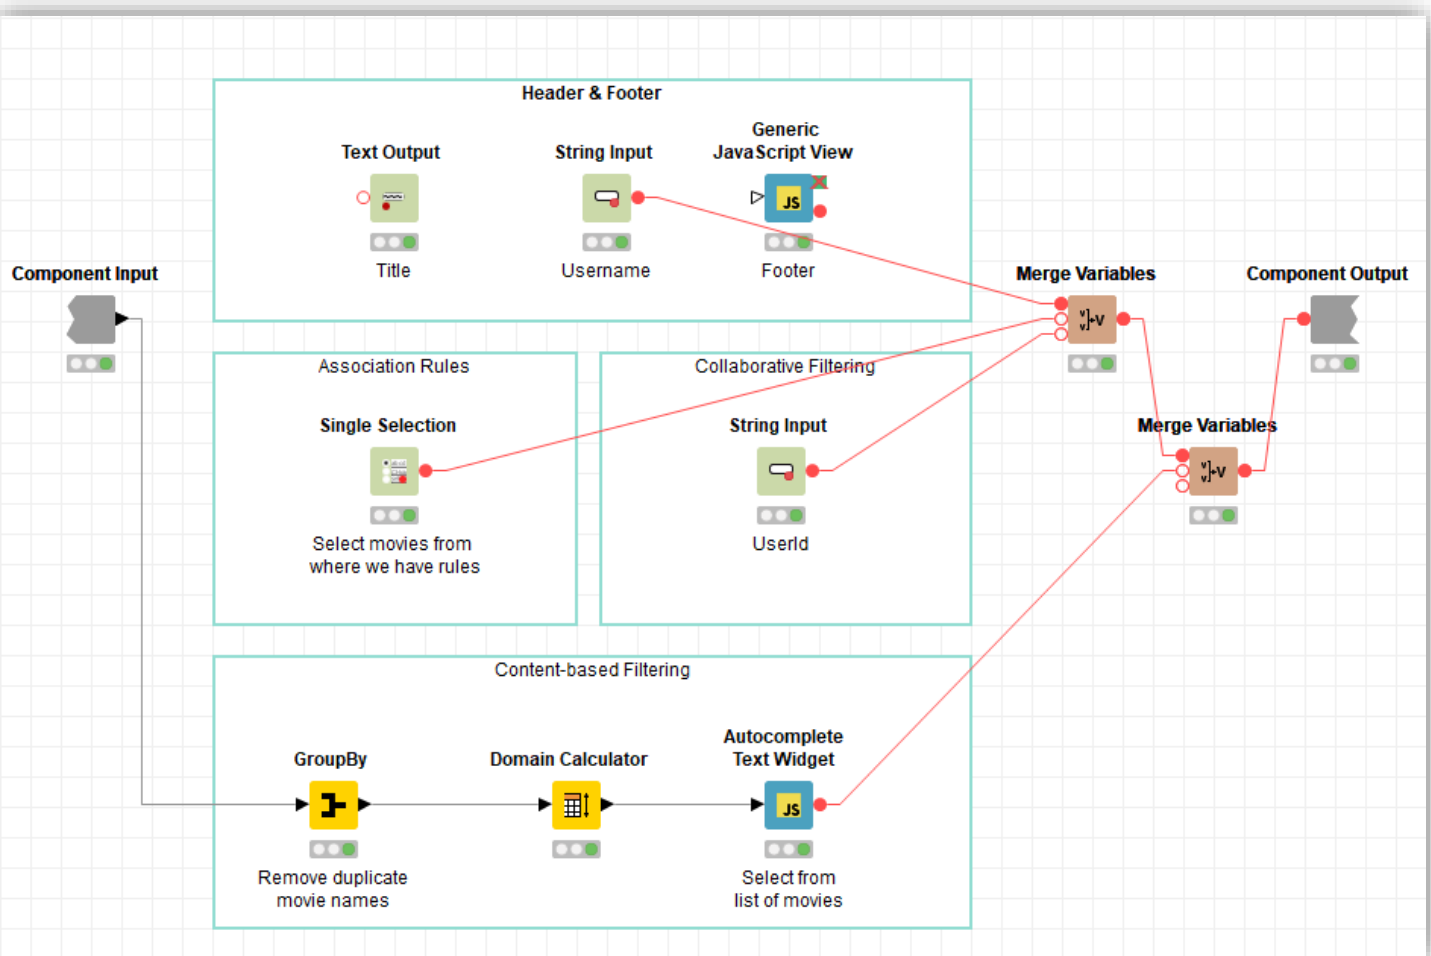 Header & Footer
Text Output
String Input
Generic
JavaScript View
JS
Title
Username
Footer
Component Input
Merge Variables
Component Output
v
v
]+V
Association Rules
Collaborative Filtering
Single Selection
String Input
Merge Variables
v
v
]+V
Select movies from
where we have rules
UserId
Content-based Filtering
GroupBy
Domain Calculator
Autocomplete
Text Widget
JS
Remove duplicate
movie names
Select from
list of movies